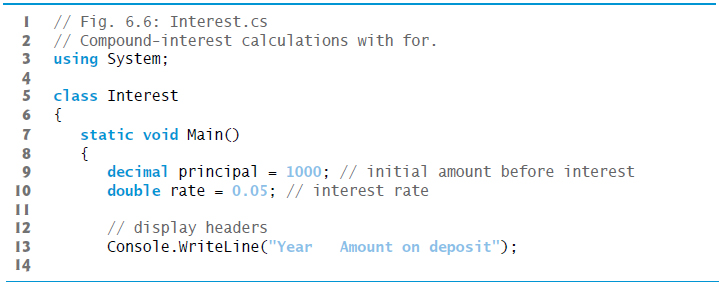 1 // Fig. 6.6: Interest.cs
2 // Compound-interest calculations with for.
3 using System;
4
5 class Interest
6 {
7    static void Main()
8    {
9       decimal principal = 1000; // initial amount before interest
10       double rate = 0.05; // interest rate
11
12       // display headers
13       Console.WriteLine("Year   Amount on deposit");
14